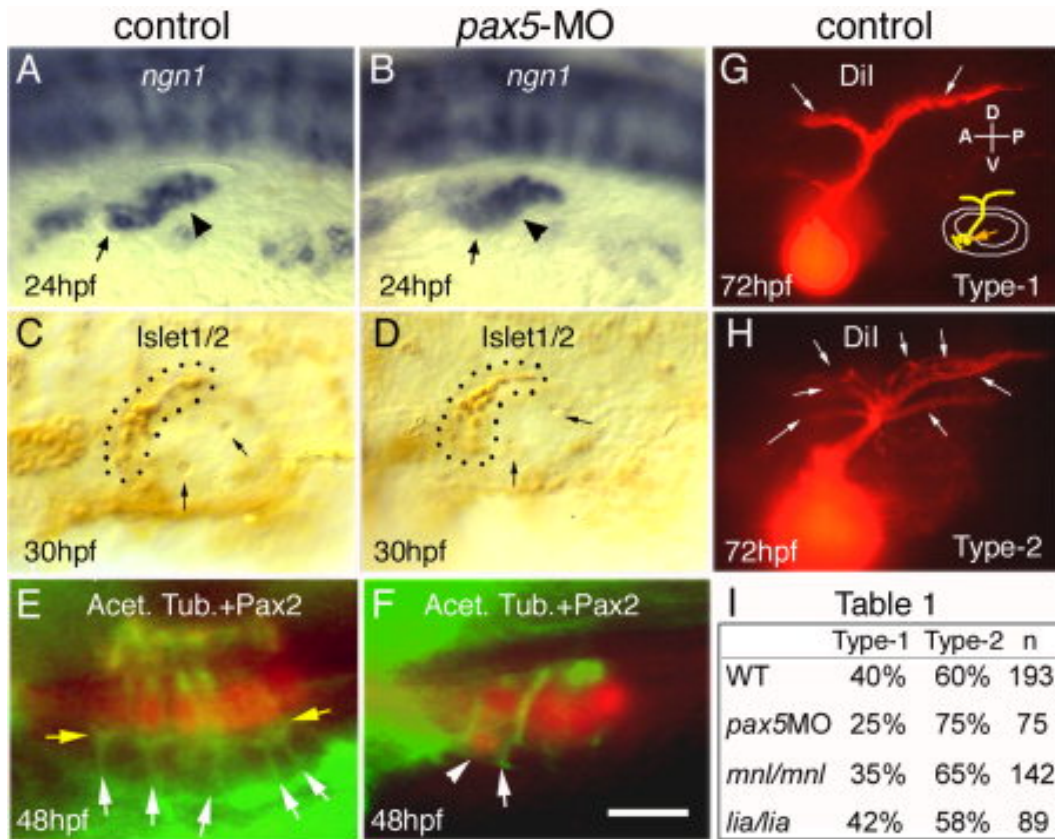 control
pax5-MO
control
A
ngn1
24hpf
B
ngn1
24hpf
G
DiI
D
A P
V
72hpf
Type-1
C
Islet1/2
30hpf
D
Islet1/2
30hpf
H
DiI
72hpf
Type-2
E
Acet. Tub.+Pax2
48hpf
F
Acet. Tub.+Pax2
48hpf
I Table 1
Type-1 Type-2 n
WT 40% 60% 193
pax5MO 25% 75% 75
mnl/mnl 35% 65% 142
lia/lia 42% 58% 89